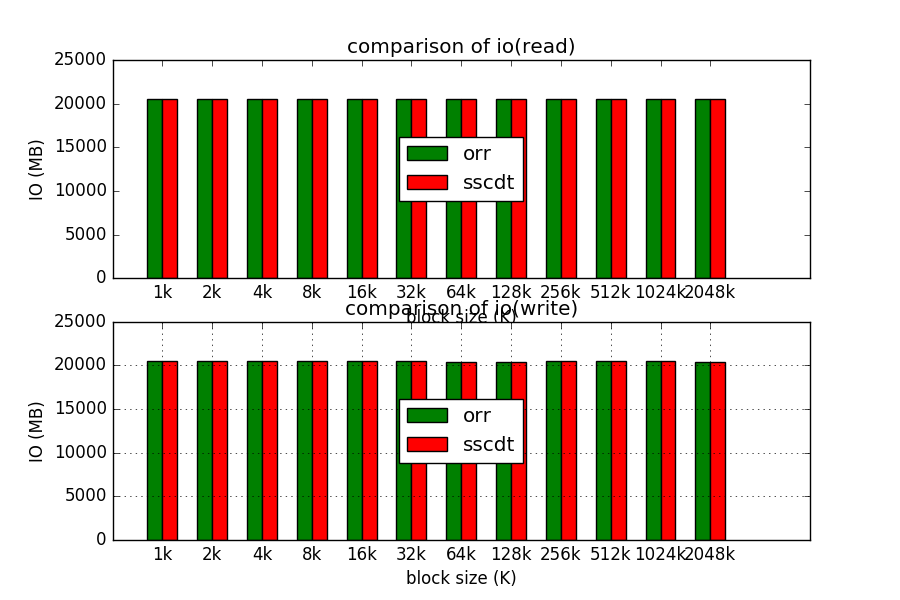 comparison of io(read)
25000
20000
15000
10000
5000
0
IO (MB)
orr
sscdt
1k 2k 4k 8k 16k 32k 64k 128k 256k 512k 1024k 2048k
block size (K)
comparison of io(write)
25000
20000
15000
10000
5000
0
IO (MB)
orr
sscdt
1k 2k 4k 8k 16k 32k 64k 128k 256k 512k 1024k 2048k
block size (K)